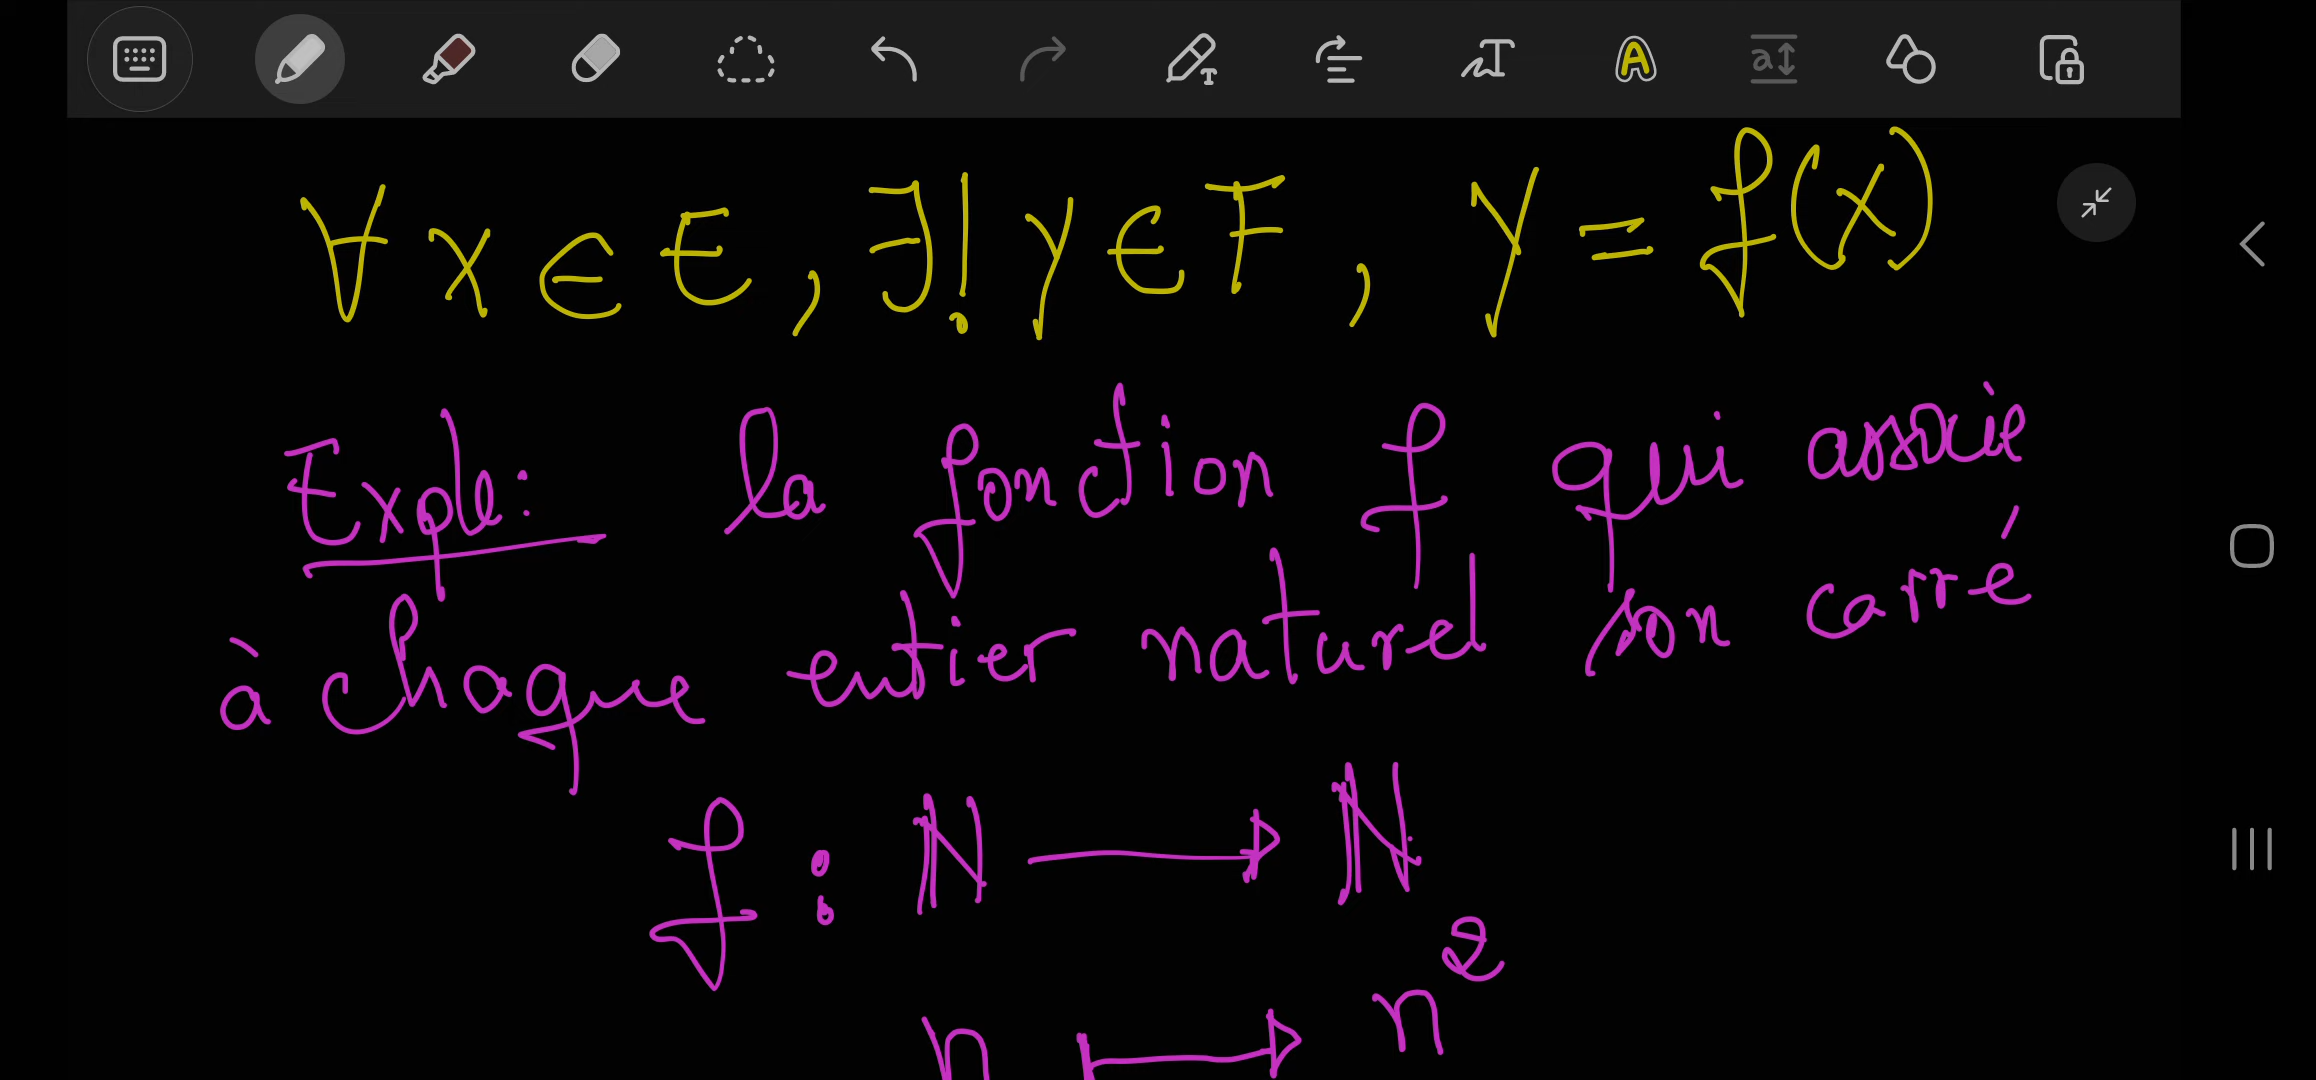 ∀ x ∈ E, ∃! y ∈ F, y = f(x)
Exple: la fonction f qui associe
à chaque entier naturel son carré
f : ℕ → ℕ
n ↦ n²